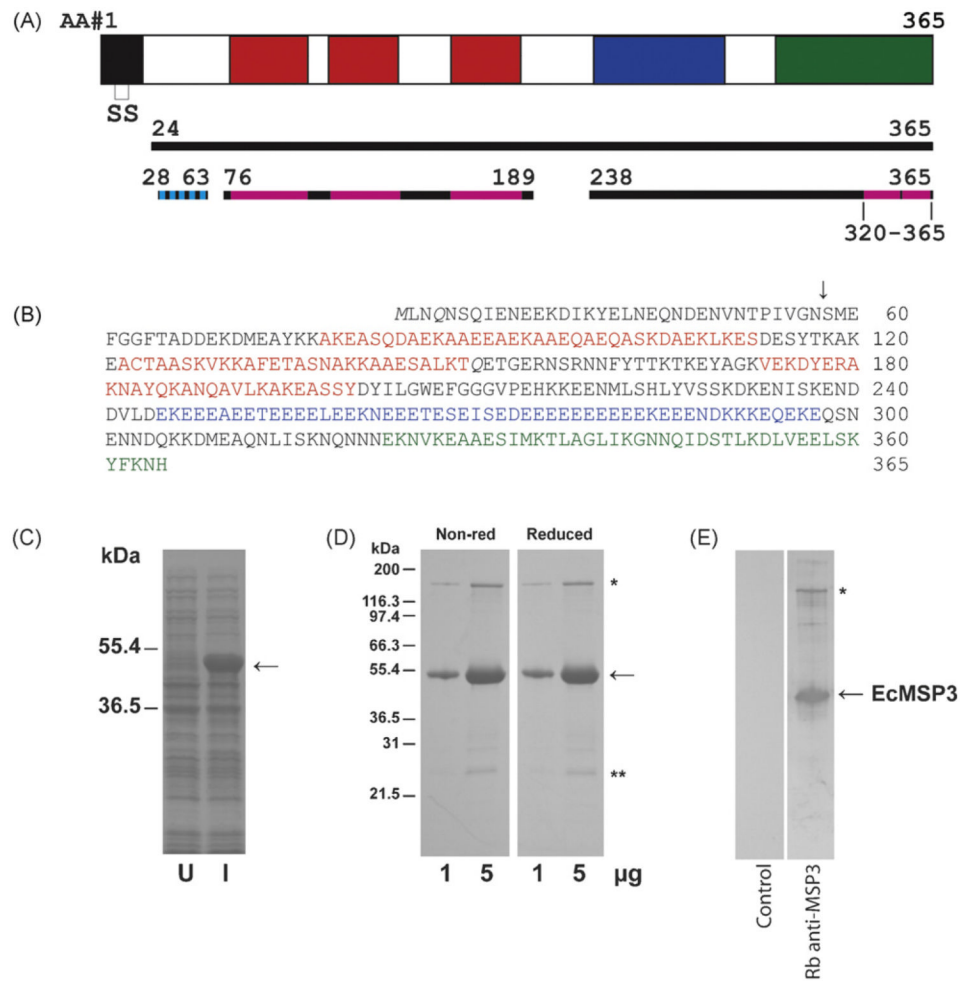 (A) AA#1 365
SS
24 365
28 63 76 189 238 365
320-365
(B) ↓
MLNQNSQIENEEKDIKYELNEQNDENVNTPIVGNSME 60
FGGFTADDEKDMEAYKKAKEASQDAEKAAEEAEKAAEQAEQASKDAEKLKESDESYTKAK 120
EACTAASKVKKAFETASNAKKAAESALKTQETGERNSRNNFYTTKTKEYAGKVEKDYERA 180
KNAYQKANQAVLKAKEASSYDYILGWEFGGGVPEHKKEENMLSHLYVSSKDKENISKEND 240
DVLDEKEEEAEETEEEELEEKNEEETESEISEDEEEEEEEEEEKEEENDKKKEQEKEQSN 300
ENNDQKKDMEAQNLISKNQNNNEKNVKEAAESIMKTLAGLIKGNNQIDSTLKDLVEELSK 360
YFKNH 365
(C)
kDa
55.4
36.5
←
U I
(D)
Non-red Reduced
kDa
200
116.3
97.4
66.3
55.4
36.5
31
21.5
*
←
**
1 5 1 5 µg
(E)
*
← EcMSP3
Control
Rb anti-MSP3